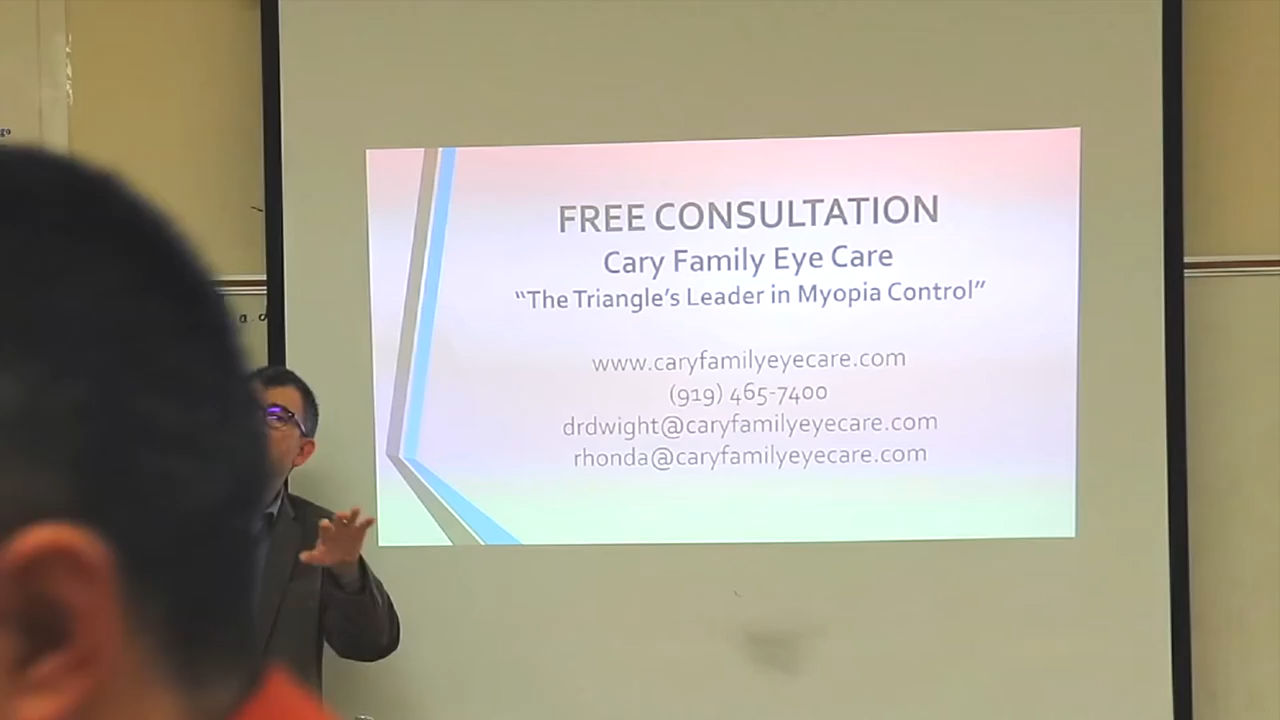 FREE CONSULTATION
Cary Family Eye Care
“The Triangle’s Leader in Myopia Control”
www.caryfamilyeyecare.com
(919) 465-7400
drdwight@caryfamilyeyecare.com
rhonda@caryfamilyeyecare.com